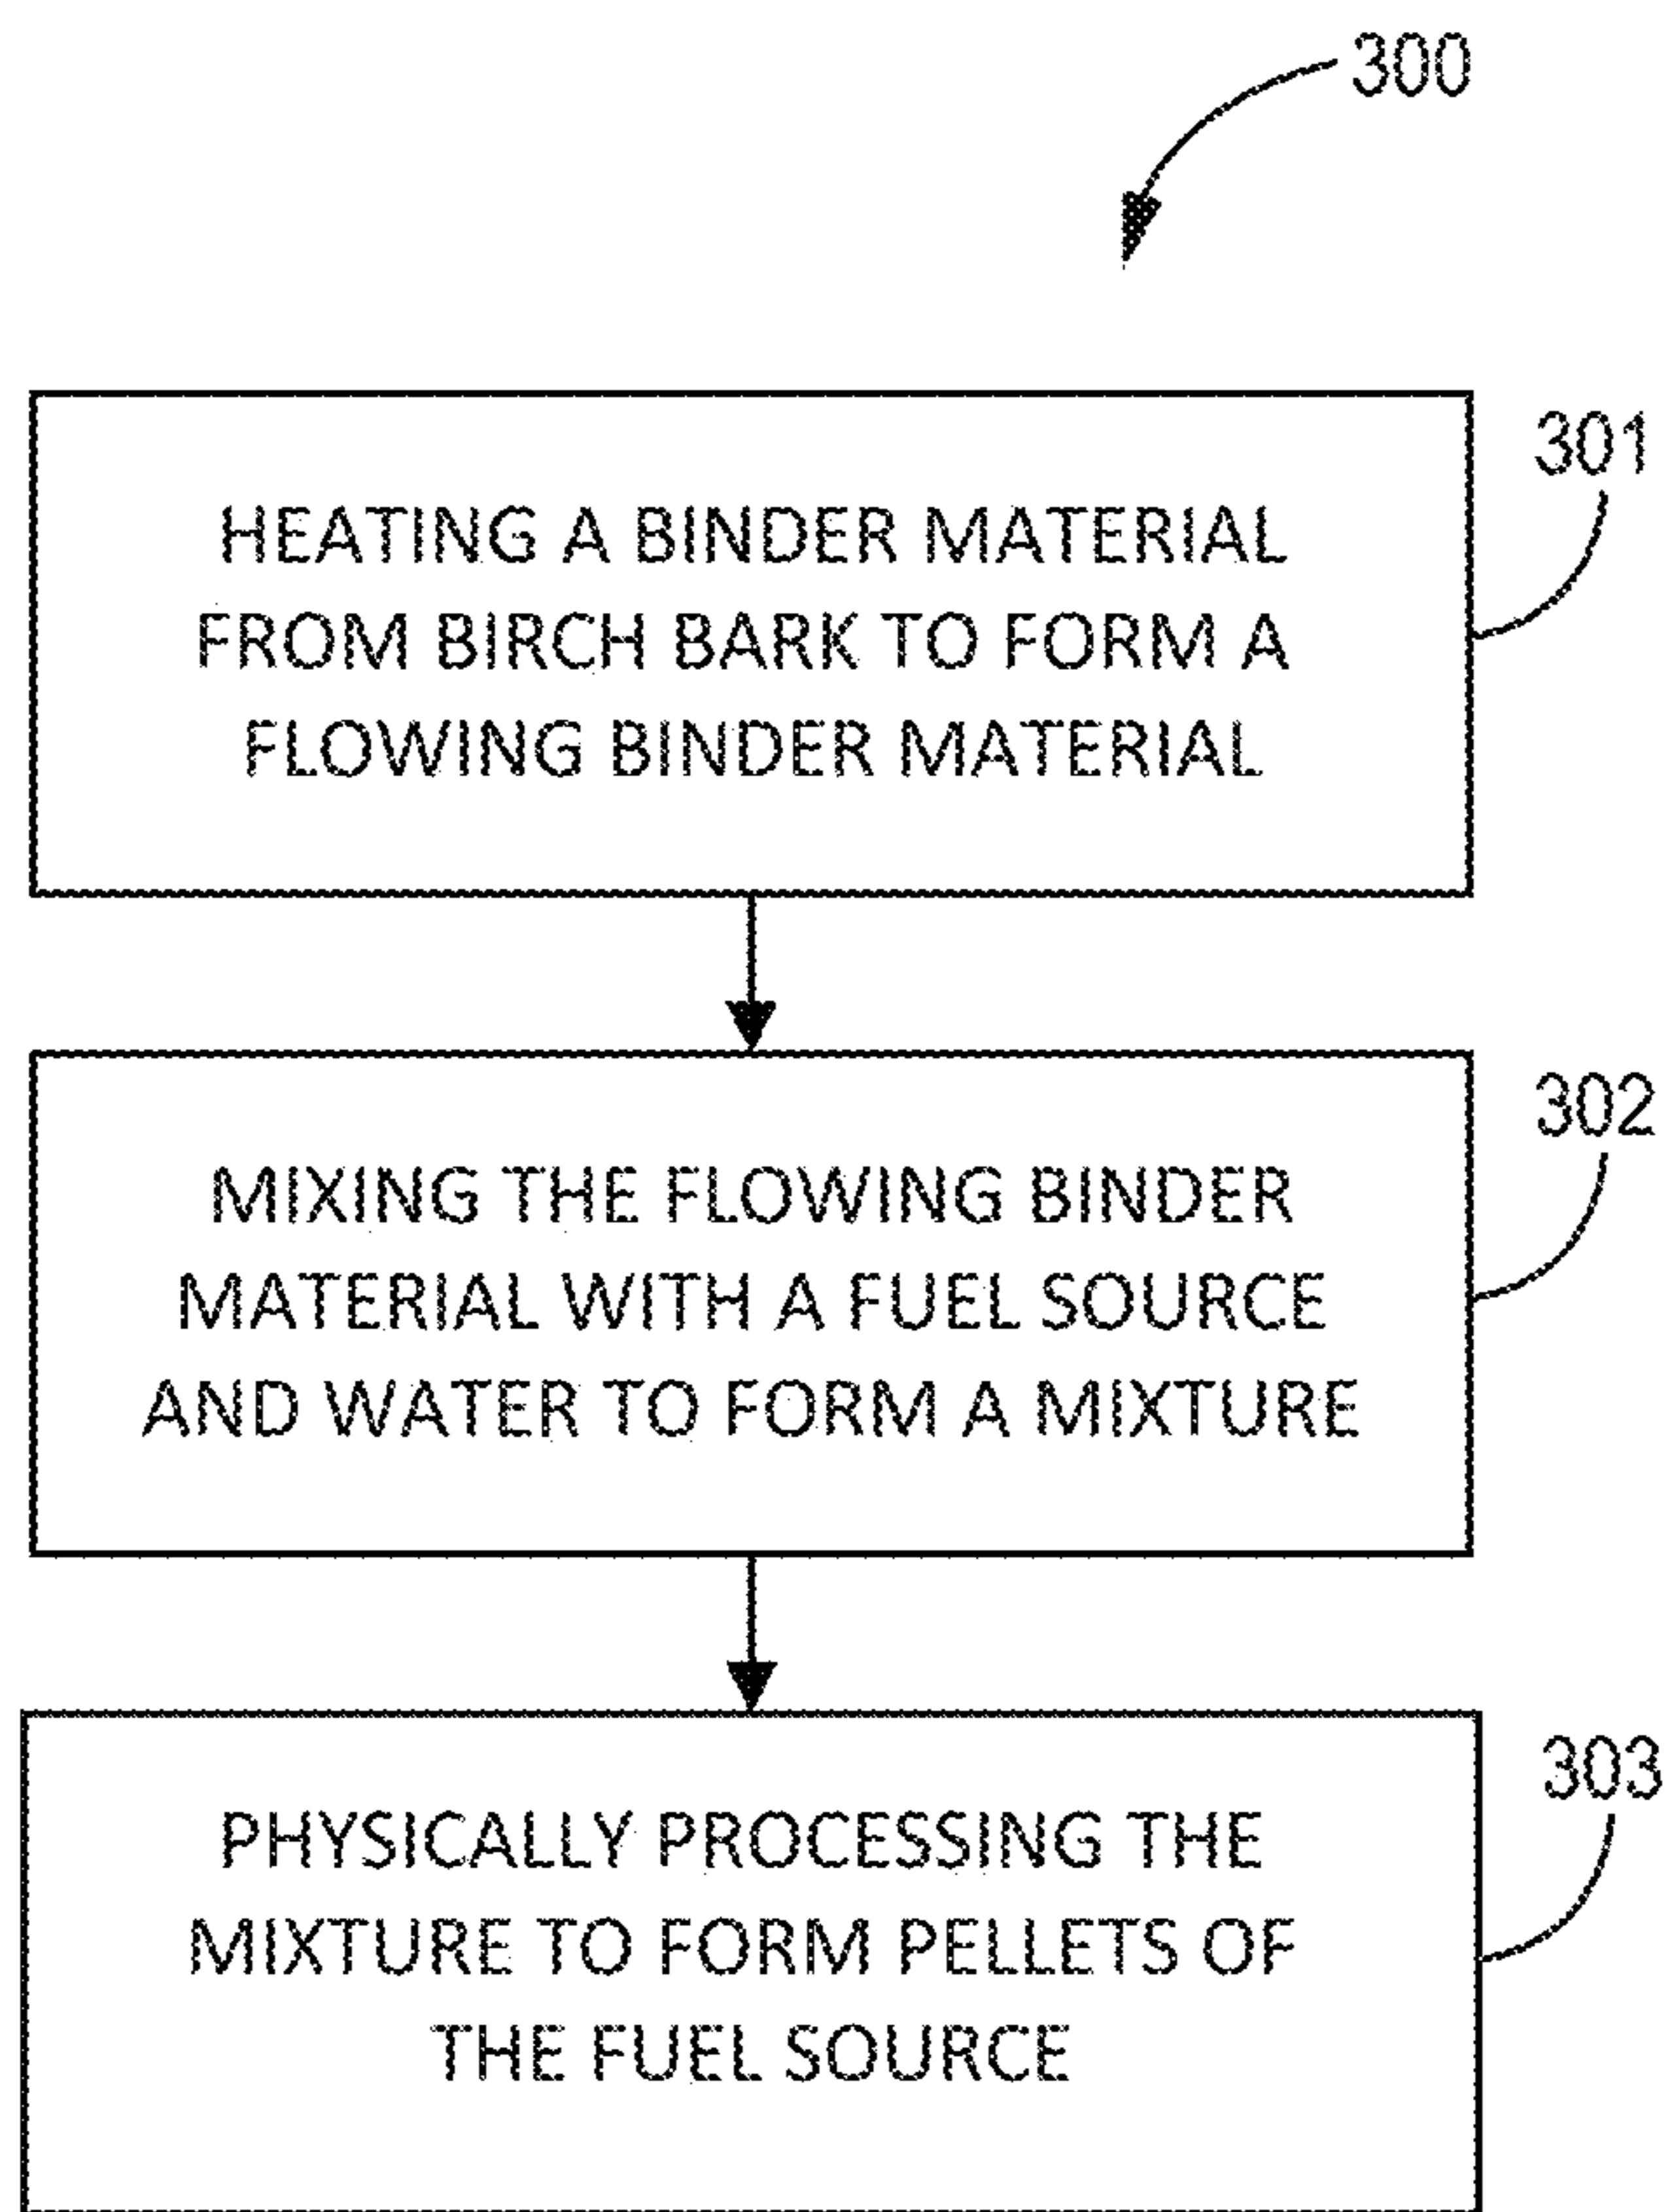 300
301
HEATING A BINDER MATERIAL
FROM BIRCH BARK TO FORM A
FLOWING BINDER MATERIAL
302
MIXING THE FLOWING BINDER
MATERIAL WITH A FUEL SOURCE
AND WATER TO FORM A MIXTURE
303
PHYSICALLY PROCESSING THE
MIXTURE TO FORM PELLETS OF
THE FUEL SOURCE